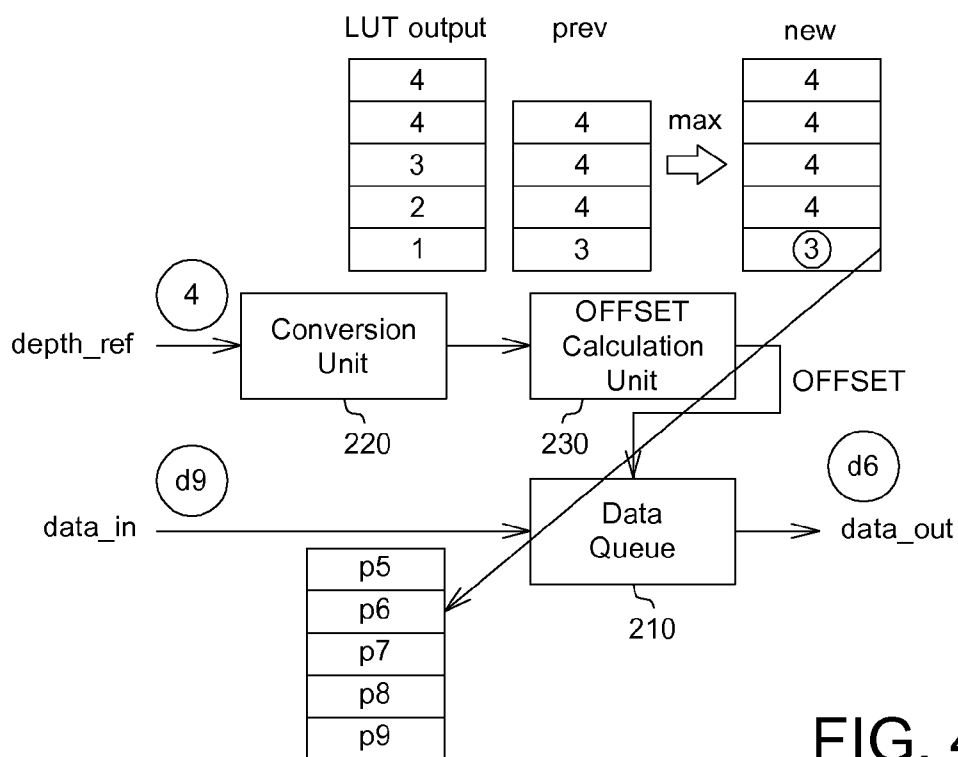 LUT output prev new
4
4
3
2
1
4
4
4
3
max
4
4
4
4
3
4
depth_ref
Conversion
Unit
220
OFFSET
Calculation
Unit
230
OFFSET
d9
data_in
Data
Queue
210
d6
data_out
p5
p6
p7
p8
p9
FIG. 4